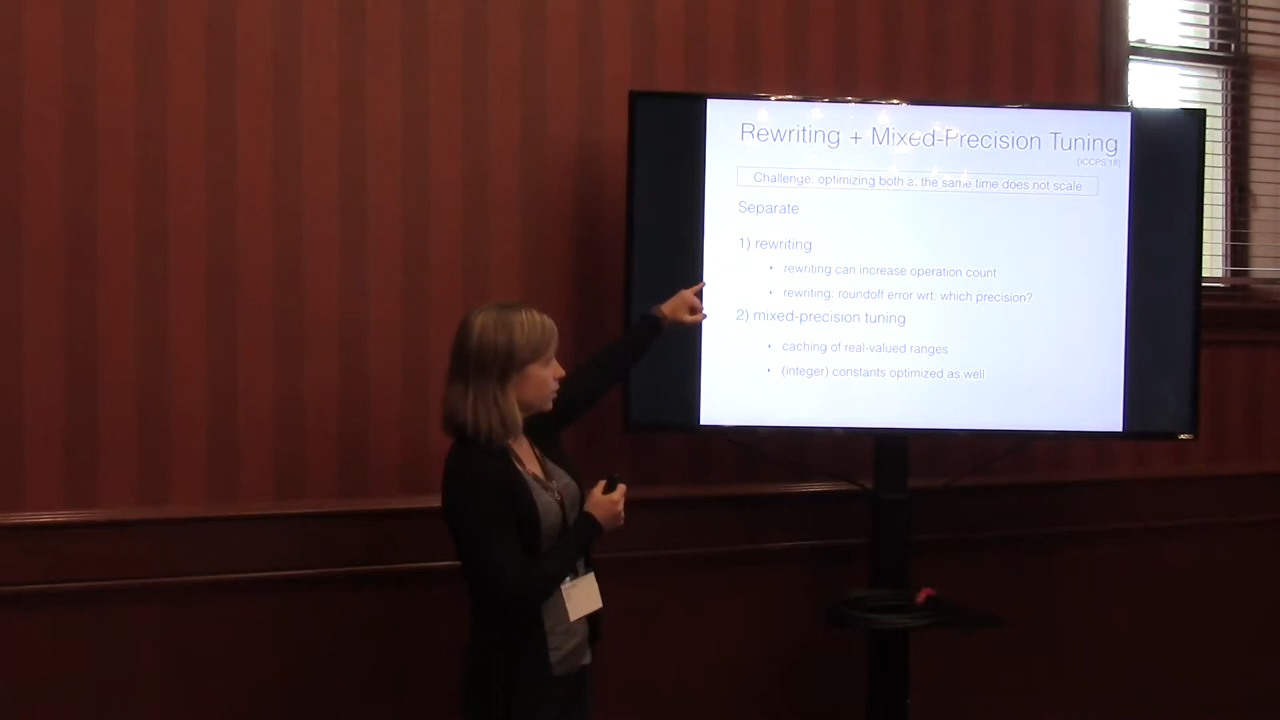 Rewriting + Mixed-Precision Tuning
[ICCPS'18]
Challenge: optimizing both at the same time does not scale
Separate
1) rewriting
• rewriting can increase operation count
• rewriting: roundoff error wrt. which precision?
2) mixed-precision tuning
• caching of real-valued ranges
• (integer) constants optimized as well
VIZIO